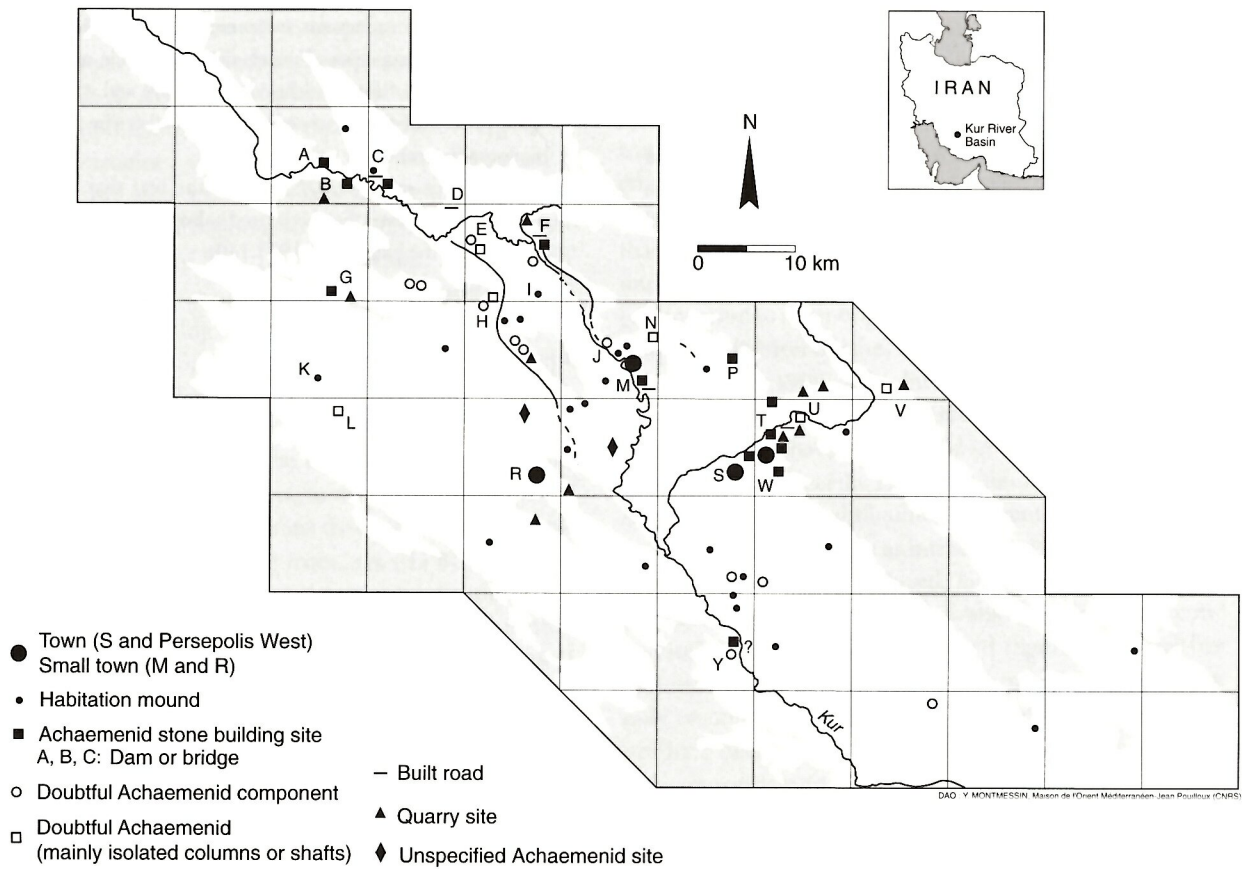 IRAN
Kur River
Basin
N
0 10 km
A
B
C
D
E
F
G
H
I
J
K
L
M
N
P
R
S
T
U
V
W
Y
?
Kur
Town (S and Persepolis West)
Small town (M and R)
Habitation mound
Achaemenid stone building site
A, B, C: Dam or bridge
Doubtful Achaemenid component
Doubtful Achaemenid
(mainly isolated columns or shafts)
Built road
Quarry site
Unspecified Achaemenid site
DAO Y MONTMESSIN, Maison de l'Orient Méditerranéen-Jean Pouilloux (CNRS)